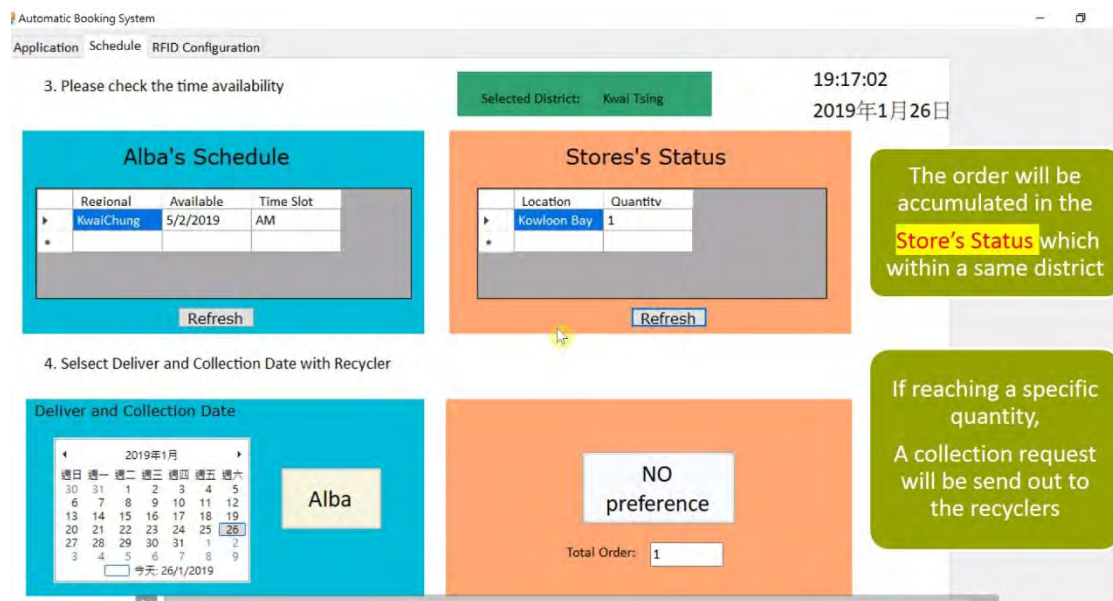 Automatic Booking System
Application Schedule RFID Configuration
3. Please check the time availability
Selected District: Kwai Tsing
19:17:02
2019年1月26日
Alba's Schedule
Regional Available Time Slot
KwaiChung 5/2/2019 AM
Refresh
Stores's Status
Location Quantity
Kowloon Bay 1
Refresh
The order will be
accumulated in the
Store's Status which
within a same district
4. Selsect Deliver and Collection Date with Recycler
Deliver and Collection Date
2019年1月
週日 週一 週二 週三 週四 週五 週六
30 31 1 2 3 4 5
6 7 8 9 10 11 12
13 14 15 16 17 18 19
20 21 22 23 24 25 26
27 28 29 30 31 1 2
3 4 5 6 7 8 9
今天: 26/1/2019
Alba
NO
preference
Total Order: 1
If reaching a specific
quantity,
A collection request
will be send out to
the recyclers